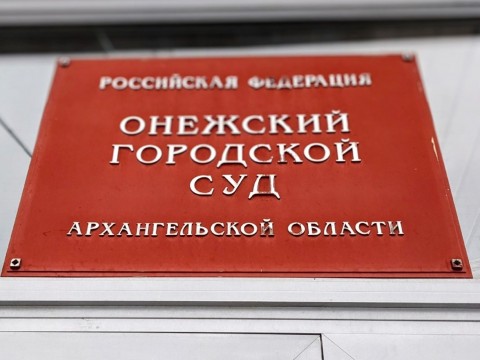 РОССИЙСКАЯ ФЕДЕРАЦИЯ
ОНЕЖСКИЙ
ГОРОДСКОЙ
СУД
АРХАНГЕЛЬСКОЙ ОБЛАСТИ